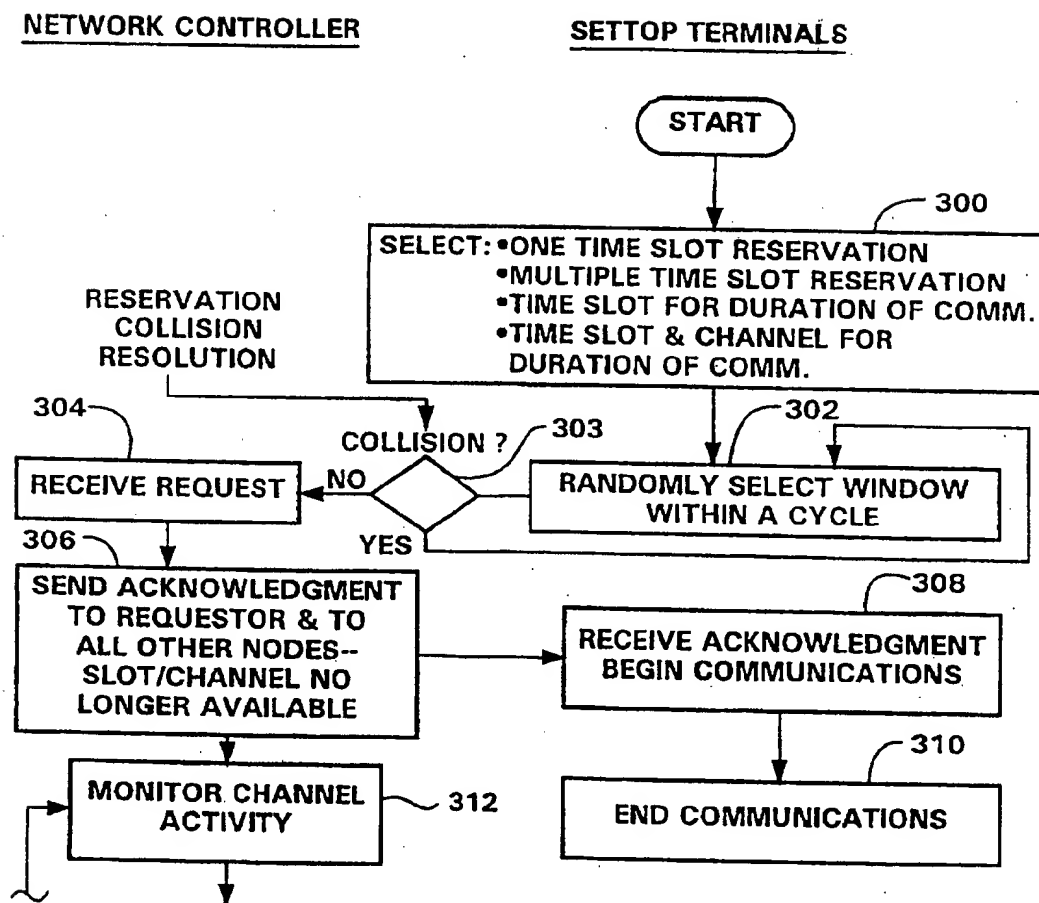 NETWORK CONTROLLER
SETTOP TERMINALS
START
300
SELECT: •ONE TIME SLOT RESERVATION
•MULTIPLE TIME SLOT RESERVATION
•TIME SLOT FOR DURATION OF COMM.
•TIME SLOT & CHANNEL FOR
DURATION OF COMM.
RESERVATION
COLLISION
RESOLUTION
304
COLLISION ?
303
302
RECEIVE REQUEST
NO
RANDOMLY SELECT WINDOW
WITHIN A CYCLE
YES
306
SEND ACKNOWLEDGMENT
TO REQUESTOR & TO
ALL OTHER NODES--
SLOT/CHANNEL NO
LONGER AVAILABLE
308
RECEIVE ACKNOWLEDGMENT
BEGIN COMMUNICATIONS
310
MONITOR CHANNEL
ACTIVITY
312
END COMMUNICATIONS